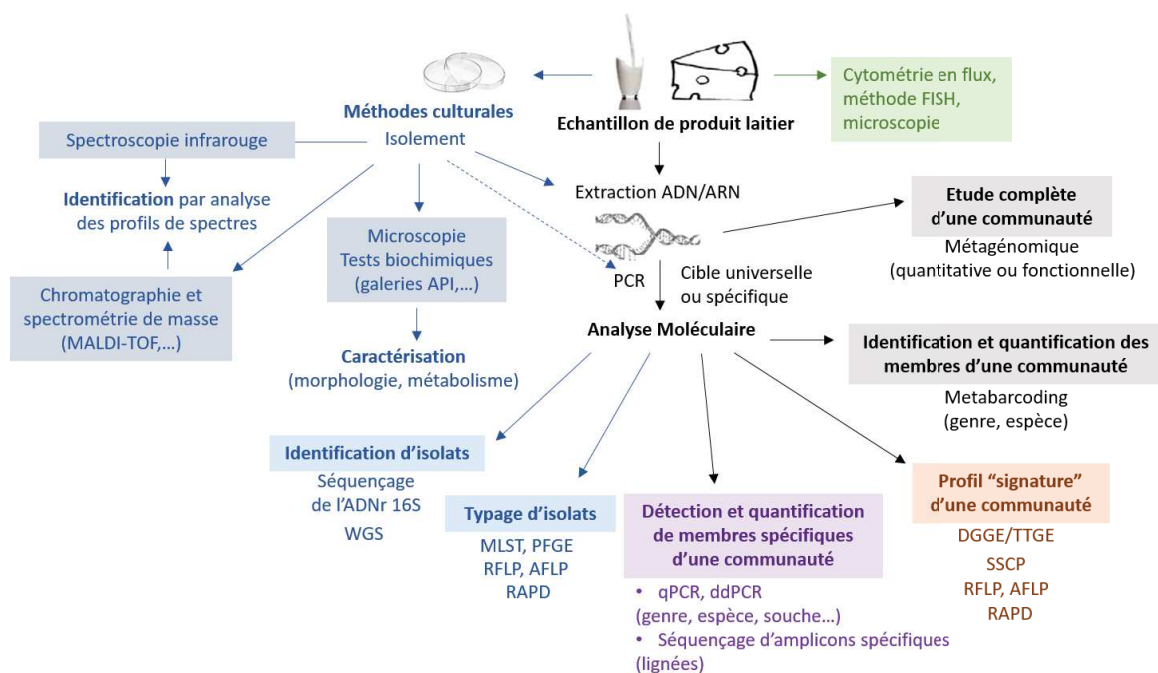 Cytométrie en flux,
méthode FISH,
microscopie
Méthodes culturales
Isolement
Echantillon de produit laitier
Spectroscopie infrarouge
Identification par analyse
des profils de spectres
Extraction ADN/ARN
Etude complète
d'une communauté
Métagénomique
(quantitative ou fonctionnelle)
Microscopie
Tests biochimiques
(galeries API,...)
PCR
Cible universelle
ou spécifique
Chromatographie et
spectrométrie de masse
(MALDI-TOF,...)
Analyse Moléculaire
Caractérisation
(morphologie, métabolisme)
Identification et quantification des
membres d'une communauté
Metabarcoding
(genre, espèce)
Identification d'isolats
Séquençage
de l'ADNr 16S
WGS
Typage d'isolats
MLST, PFGE
RFLP, AFLP
RAPD
Détection et quantification
de membres spécifiques
d'une communauté
• qPCR, ddPCR
(genre, espèce, souche...)
• Séquençage d'amplicons spécifiques
(lignées)
Profil "signature"
d'une communauté
DGGE/TTGE
SSCP
RFLP, AFLP
RAPD